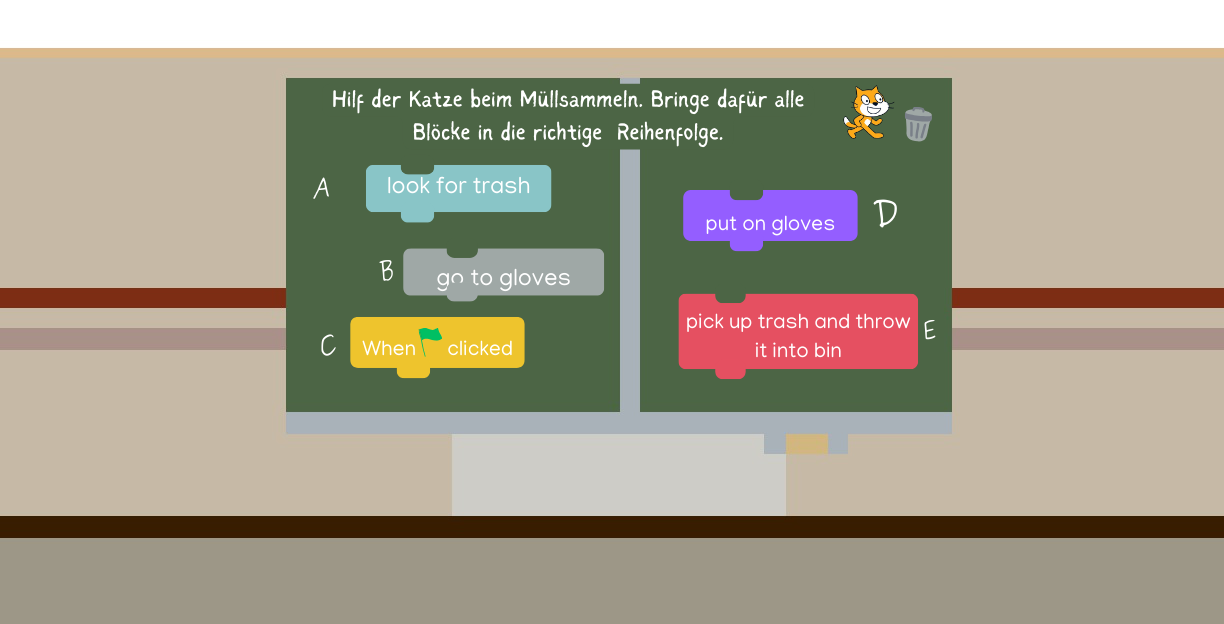 Hilf der Katze beim Müllsammeln. Bringe dafür alle
Blöcke in die richtige Reihenfolge.
A
look for trash
B
go to gloves
C
When clicked
put on gloves
D
pick up trash and throw
it into bin
E